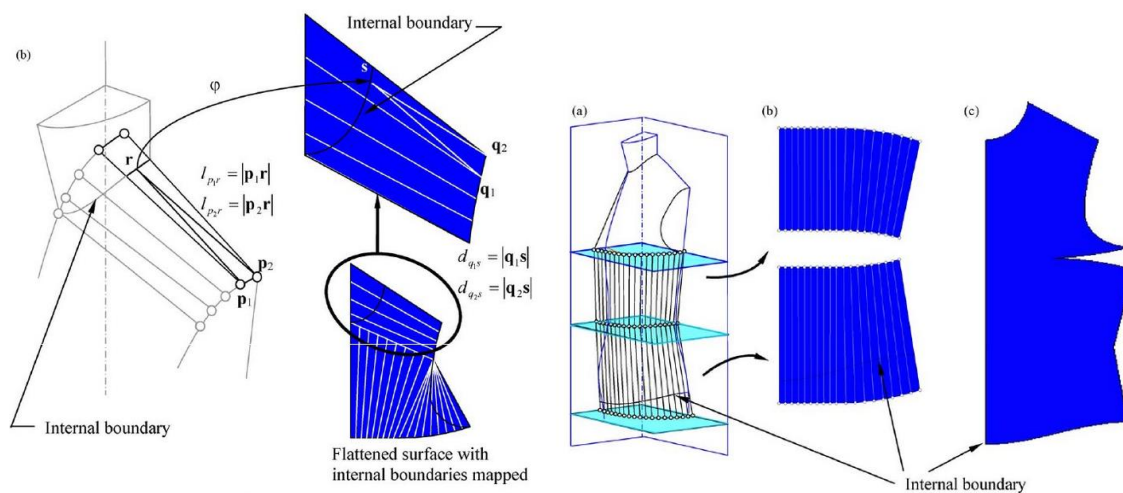 Internal boundary
(b)
φ
s
q₂
q₁
r
l_{p₁r} = |p₁r|
l_{p₂r} = |p₂r|
p₂
p₁
d_{q₁s} = |q₁s|
d_{q₂s} = |q₂s|
Internal boundary
Flattened surface with
internal boundaries mapped
(a)
(b)
(c)
Internal boundary